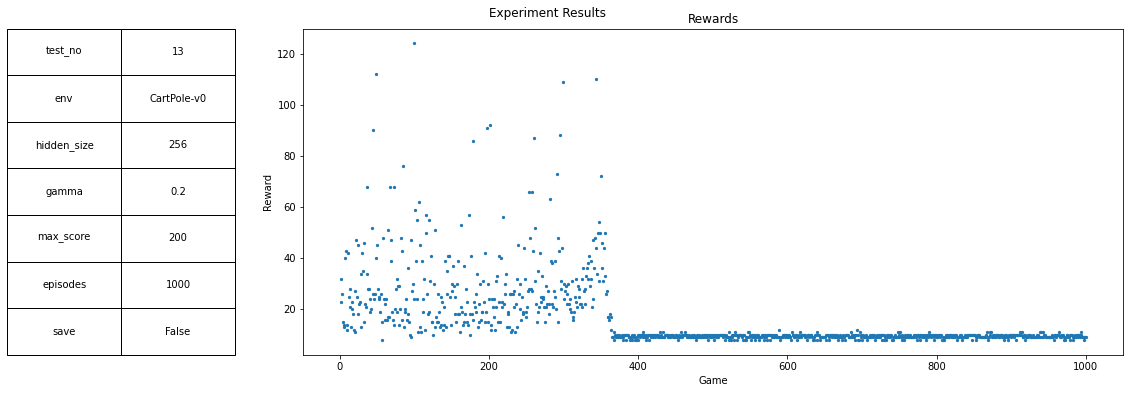 Experiment Results
test_no 13
env CartPole-v0
hidden_size 256
gamma 0.2
max_score 200
episodes 1000
save False
Rewards
Reward
120
100
80
60
40
20
0 200 400 600 800 1000
Game